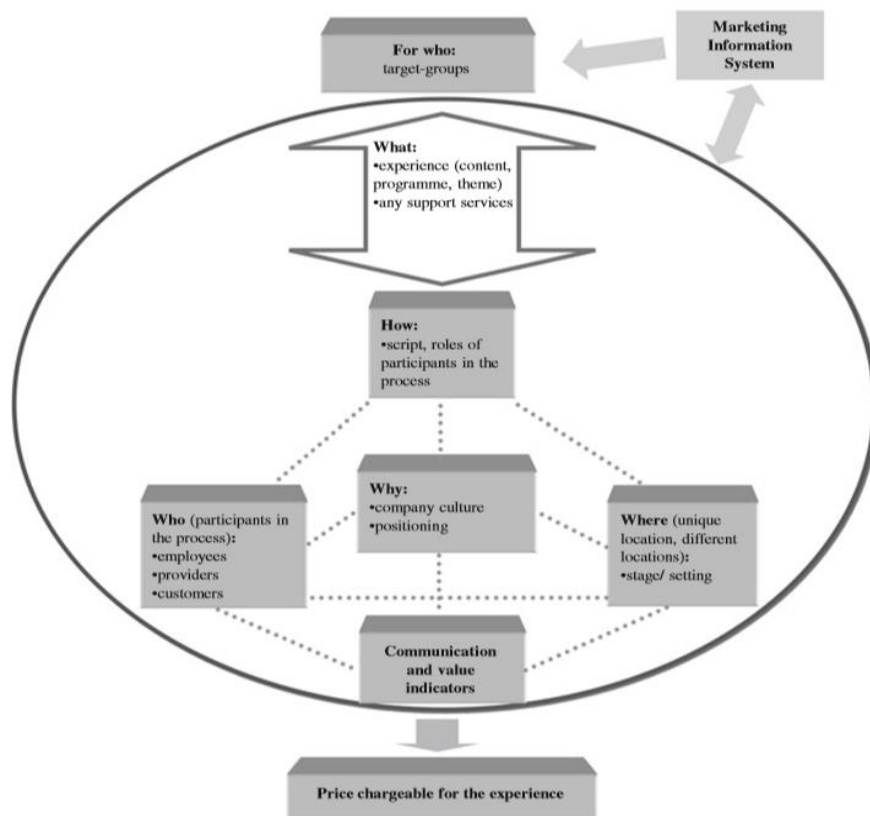 For who:
target-groups
Marketing
Information
System
What:
•experience (content,
programme, theme)
•any support services
How:
•script, roles of
participants in the
process
Why:
•company culture
•positioning
Who (participants in
the process):
•employees
•providers
•customers
Where (unique
location, different
locations):
•stage/ setting
Communication
and value
indicators
Price chargeable for the experience